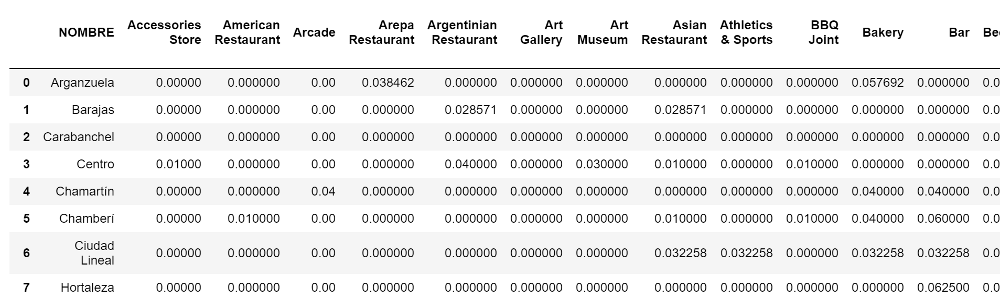 NOMBRE Accessories Store American Restaurant Arcade Arepa Restaurant Argentinian Restaurant Art Gallery Art Museum Asian Restaurant Athletics & Sports BBQ Joint Bakery Bar
0 Arganzuela 0.00000 0.000000 0.00 0.038462 0.000000 0.000000 0.000000 0.000000 0.000000 0.000000 0.057692 0.000000 0.0
1 Barajas 0.00000 0.000000 0.00 0.000000 0.028571 0.000000 0.000000 0.028571 0.000000 0.000000 0.000000 0.000000 0.0
2 Carabanchel 0.00000 0.000000 0.00 0.000000 0.000000 0.000000 0.000000 0.000000 0.000000 0.000000 0.000000 0.000000 0.0
3 Centro 0.01000 0.000000 0.00 0.000000 0.040000 0.000000 0.030000 0.010000 0.000000 0.010000 0.000000 0.000000 0.0
4 Chamartín 0.00000 0.000000 0.04 0.000000 0.000000 0.000000 0.000000 0.000000 0.000000 0.000000 0.040000 0.040000 0.0
5 Chamberí 0.00000 0.010000 0.00 0.000000 0.000000 0.000000 0.000000 0.010000 0.000000 0.010000 0.040000 0.060000 0.0
6 Ciudad Lineal 0.00000 0.000000 0.00 0.000000 0.000000 0.000000 0.000000 0.032258 0.032258 0.000000 0.032258 0.032258 0.0
7 Hortaleza 0.00000 0.000000 0.00 0.000000 0.000000 0.000000 0.000000 0.000000 0.000000 0.000000 0.000000 0.062500 0.0